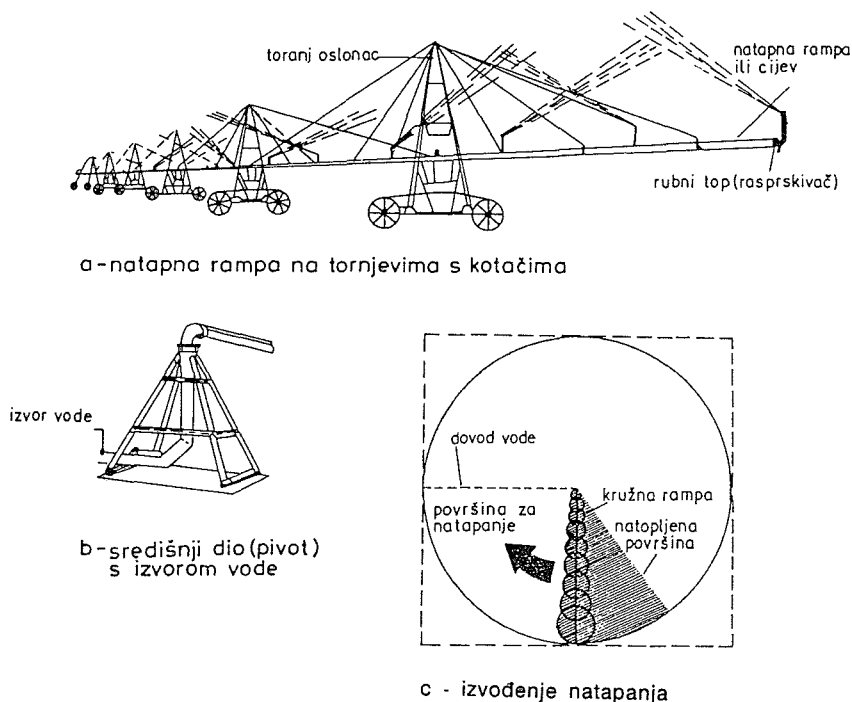 toranj oslonac
natapna rampa
ili cijev
rubni top (rasprskivač)
a-natapna rampa na tornjevima s kotačima
izvor vode
b-središnji dio (pivot)
s izvorom vode
dovod vode
kružna rampa
površina za
natapanje
natopljena
površina
c - izvođenje natapanja